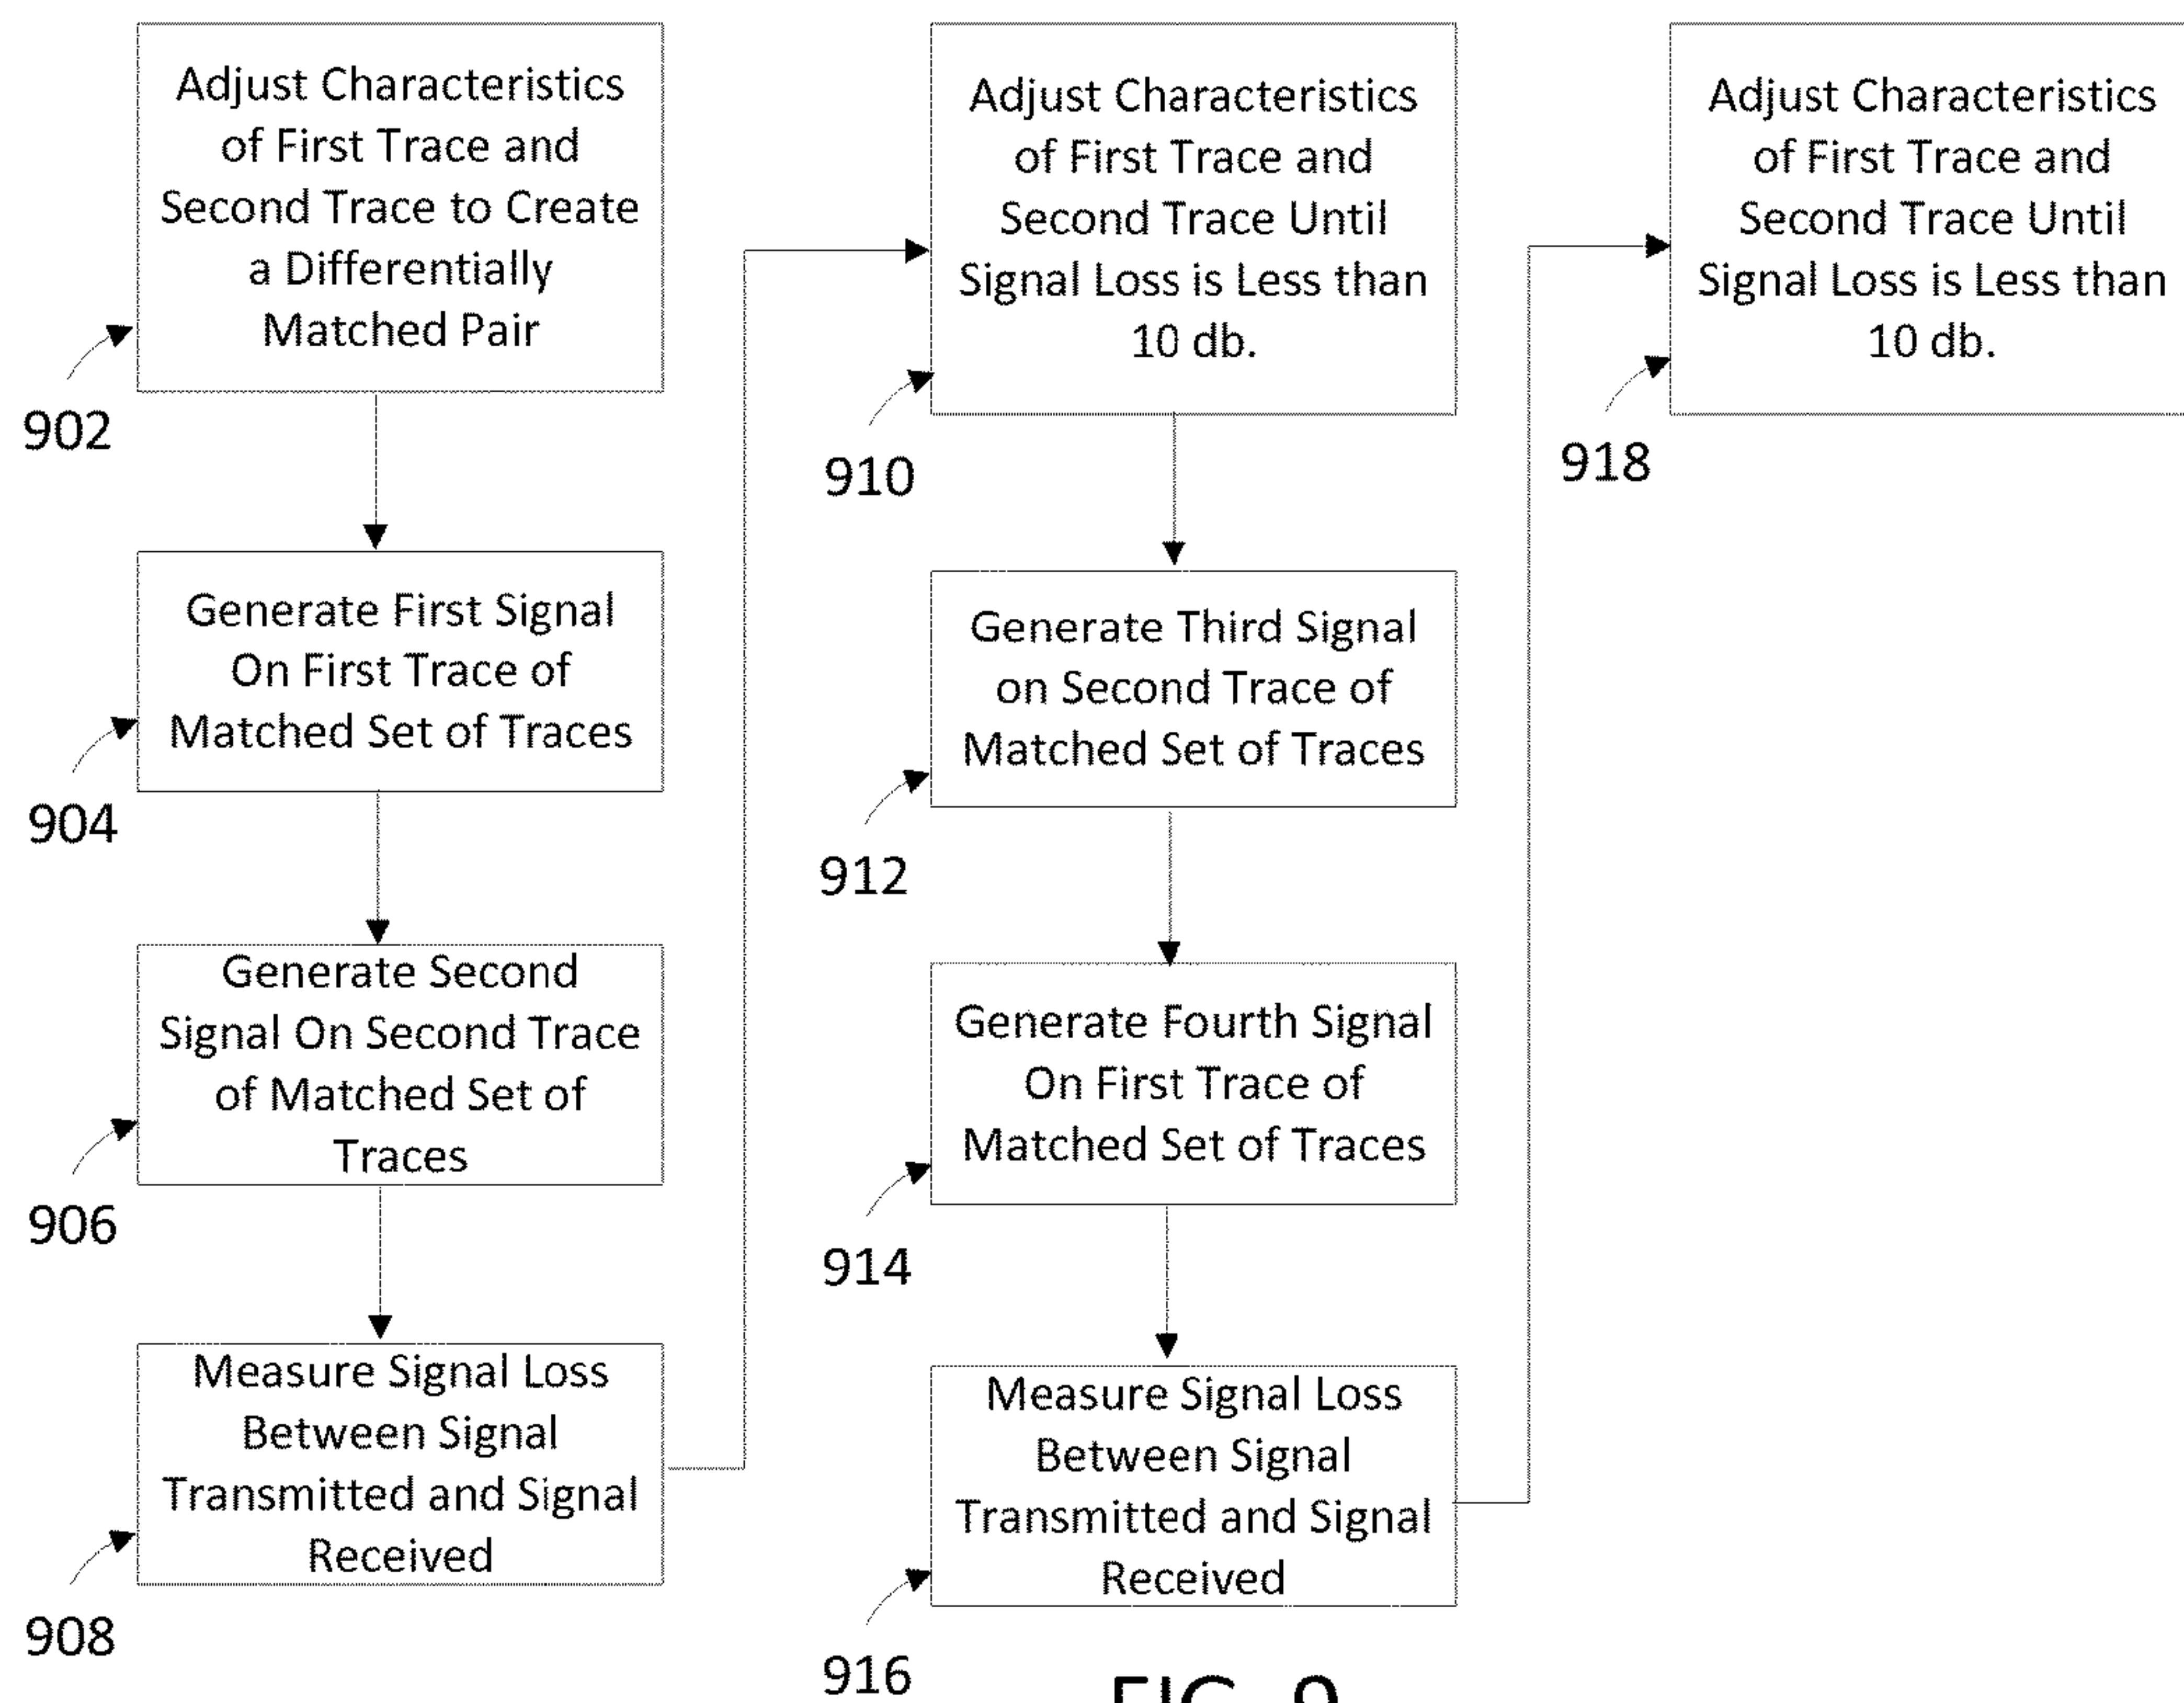 Adjust Characteristics
of First Trace and
Second Trace to Create
a Differentially
Matched Pair
902
Generate First Signal
On First Trace of
Matched Set of Traces
904
Generate Second
Signal On Second Trace
of Matched Set of
Traces
906
Measure Signal Loss
Between Signal
Transmitted and Signal
Received
908
Adjust Characteristics
of First Trace and
Second Trace Until
Signal Loss is Less than
10 db.
910
Generate Third Signal
on Second Trace of
Matched Set of Traces
912
Generate Fourth Signal
On First Trace of
Matched Set of Traces
914
Measure Signal Loss
Between Signal
Transmitted and Signal
Received
916
Adjust Characteristics
of First Trace and
Second Trace Until
Signal Loss is Less than
10 db.
918
FIG. 9